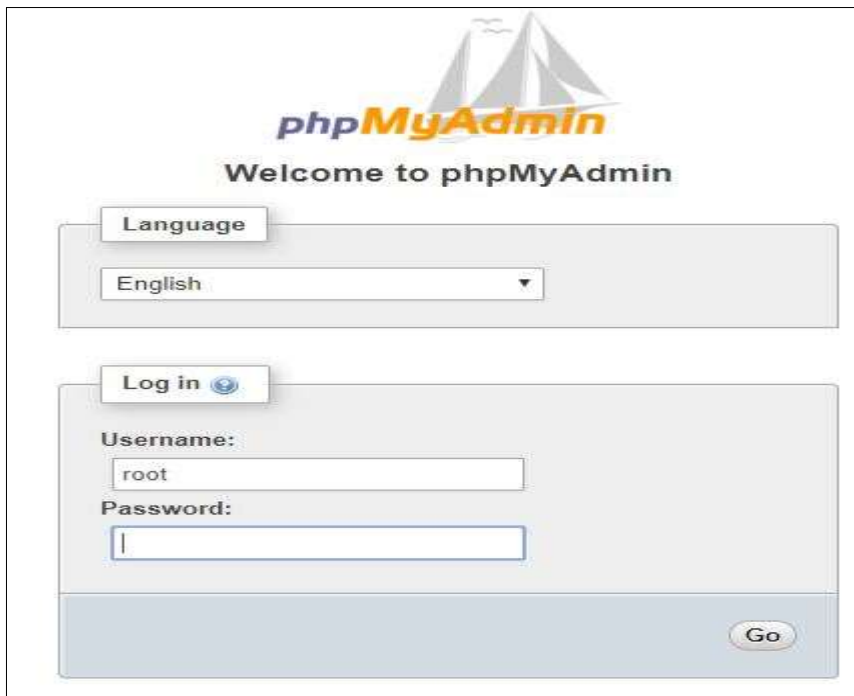 phpMyAdmin
Welcome to phpMyAdmin
Language
English
Log in
Username:
root
Password:
Go